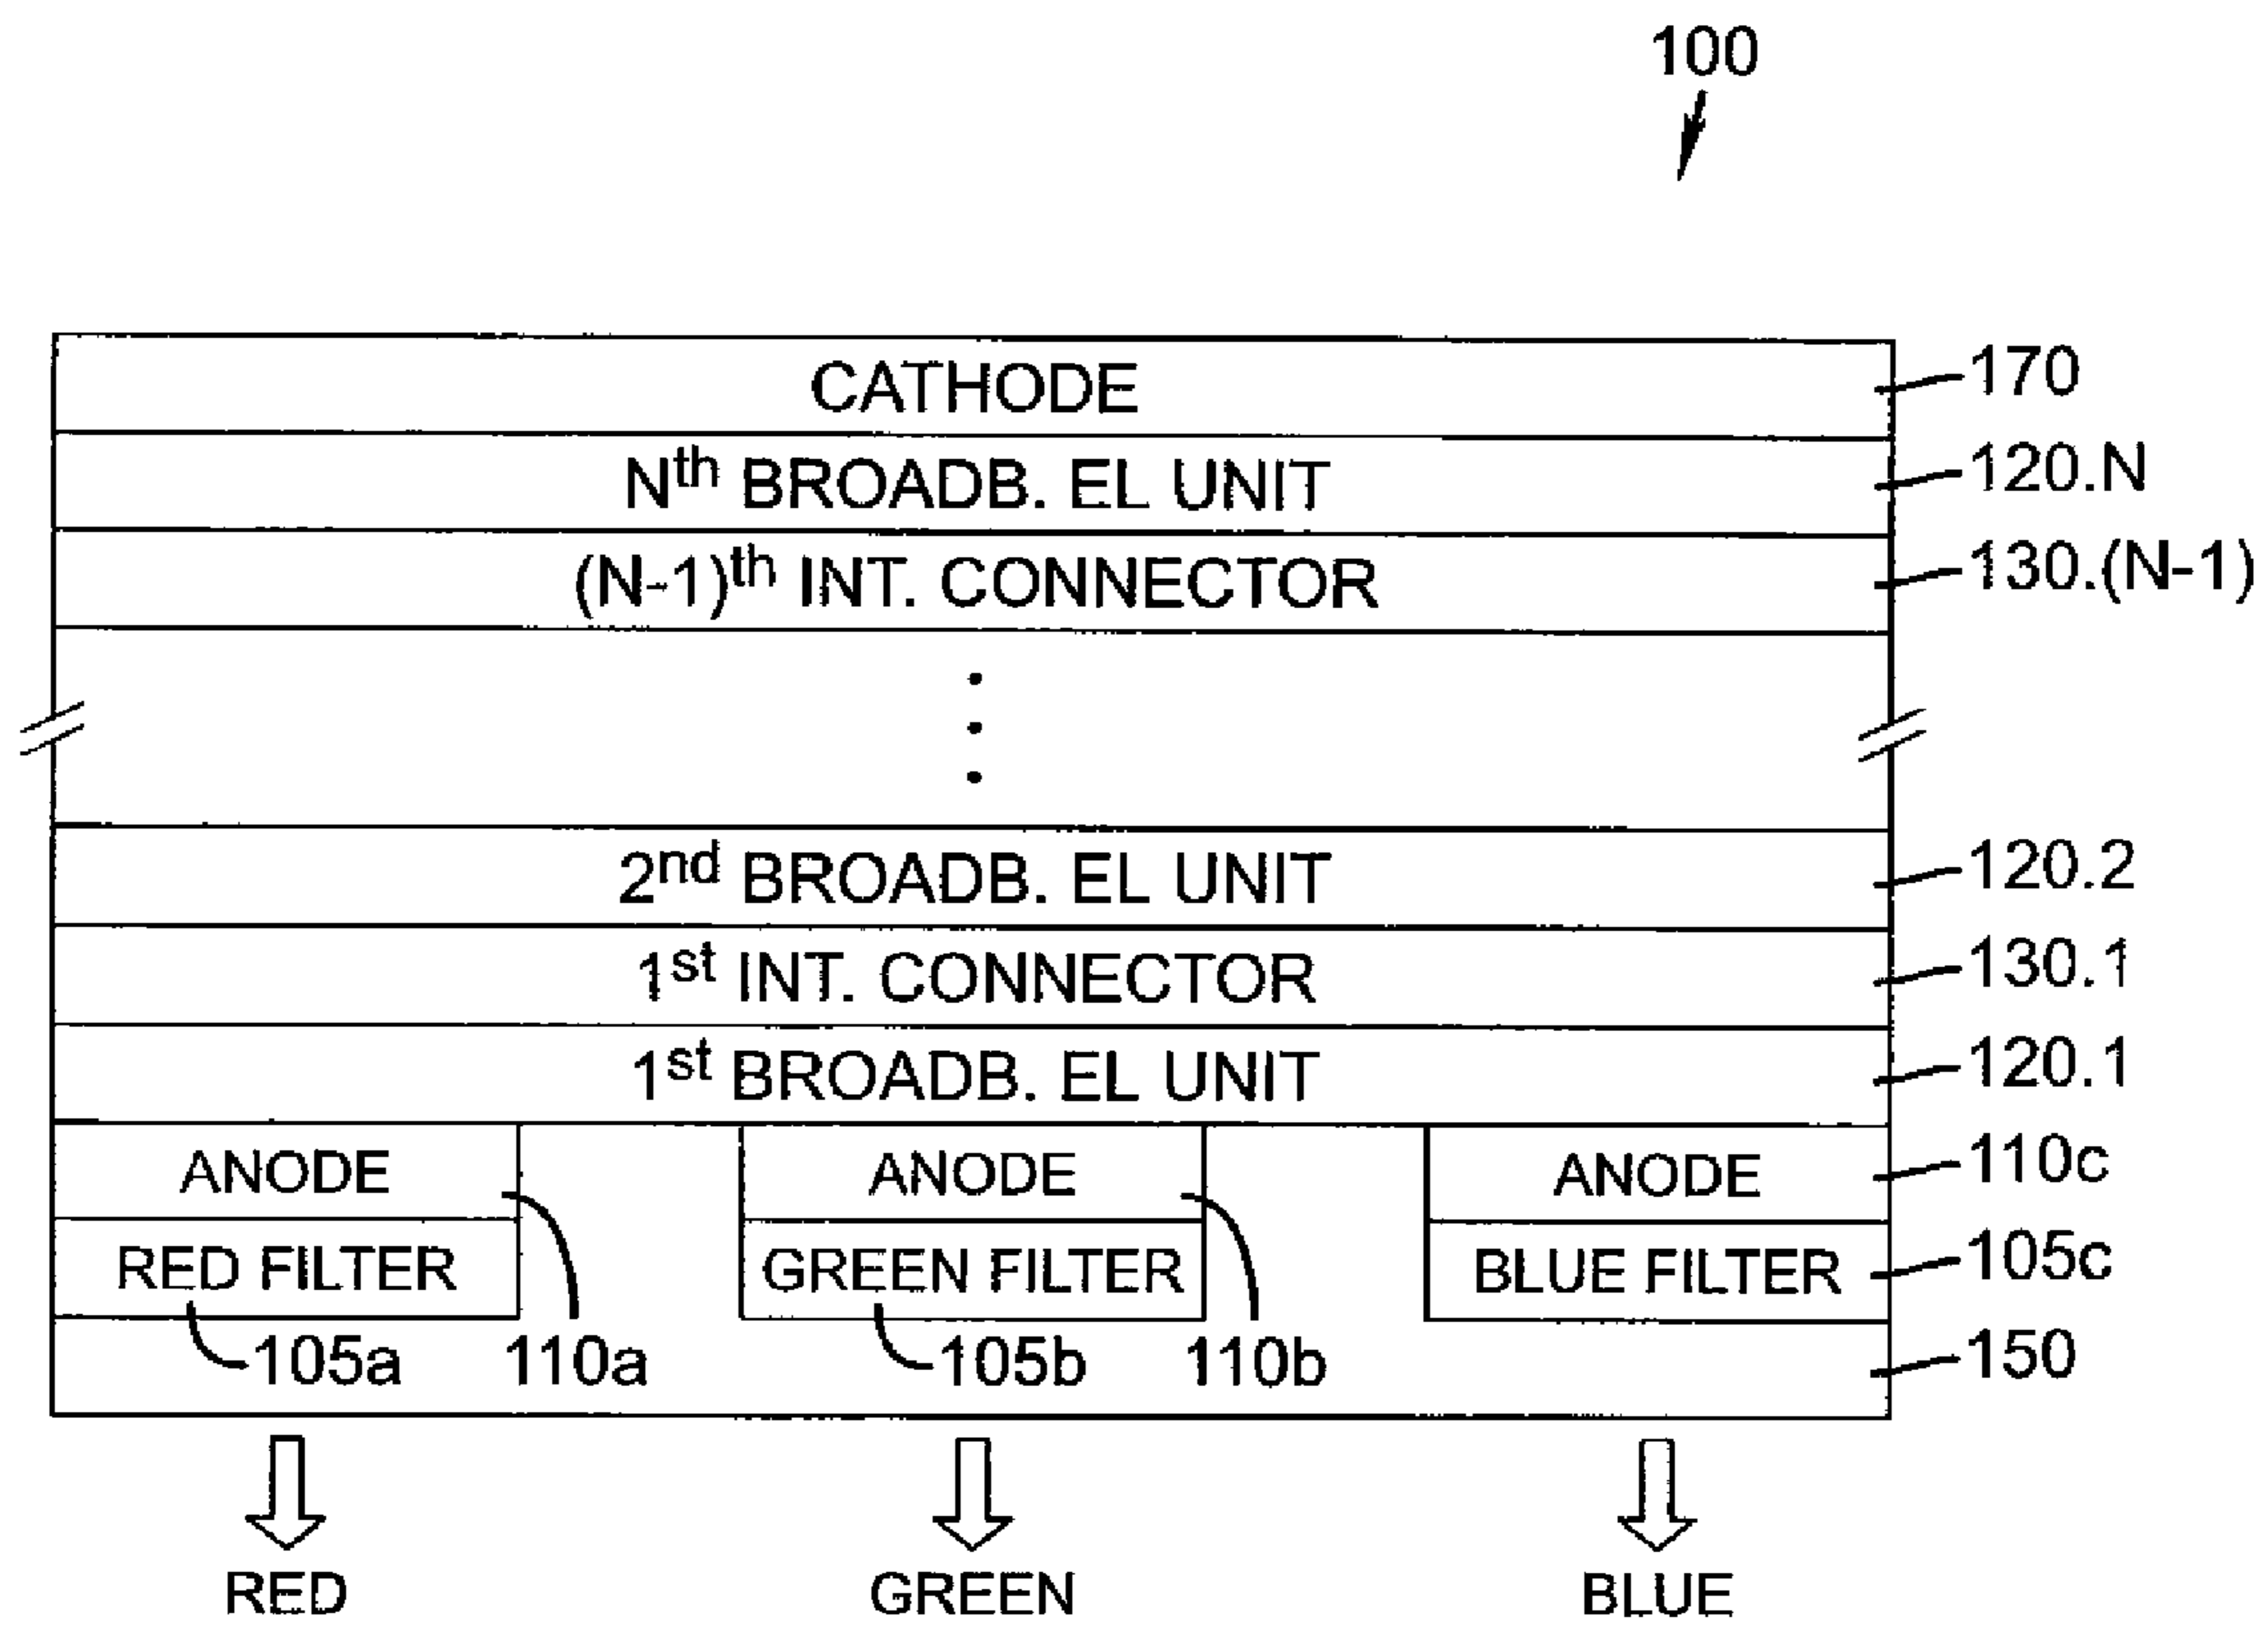 100
CATHODE 170
Nth BROADB. EL UNIT 120.N
(N-1)th INT. CONNECTOR 130.(N-1)
2nd BROADB. EL UNIT 120.2
1st INT. CONNECTOR 130.1
1st BROADB. EL UNIT 120.1
ANODE ANODE ANODE 110c
RED FILTER GREEN FILTER BLUE FILTER 105c
105a 110a 105b 110b 150
RED GREEN BLUE